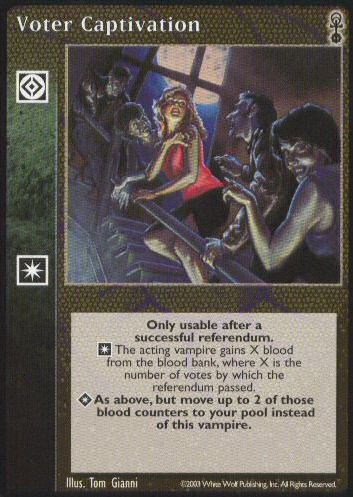 Voter Captivation
Only usable after a
successful referendum.
The acting vampire gains X blood
from the blood bank, where X is the
number of votes by which the
referendum passed.
As above, but move up to 2 of those
blood counters to your pool instead
of this vampire.
Illus. Tom Gianni
©2003 White Wolf Publishing, Inc. All Rights Reserved.